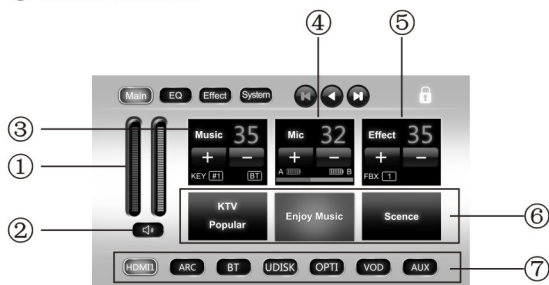 ④ ⑤
Main EQ Effect System
③ Music 35 Mic 32 Effect 35
+ - + - + -
①
KEY #1 BT A B FBX 1
KTV
Popular Enjoy Music Scence
⑥
②
HDMI1 ARC BT UDISK OPTI VOD AUX
⑦